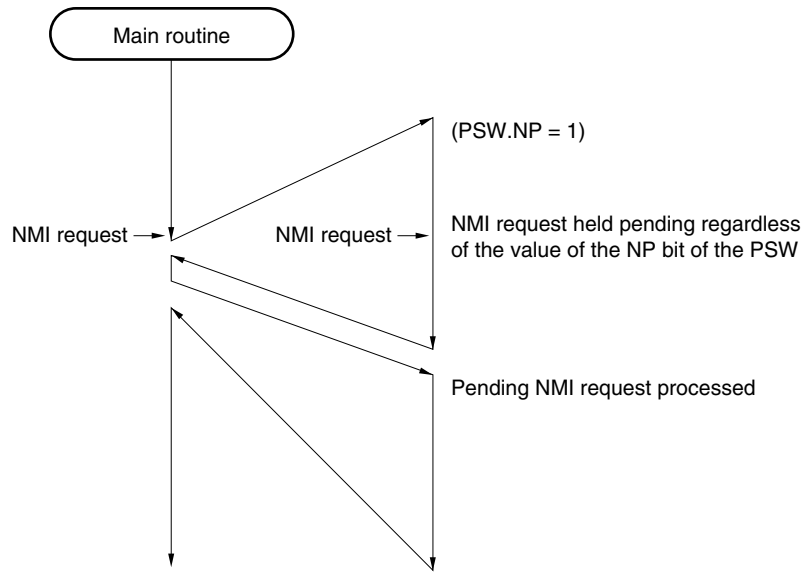 Main routine
(PSW.NP = 1)
NMI request
NMI request
NMI request held pending regardless
of the value of the NP bit of the PSW
Pending NMI request processed